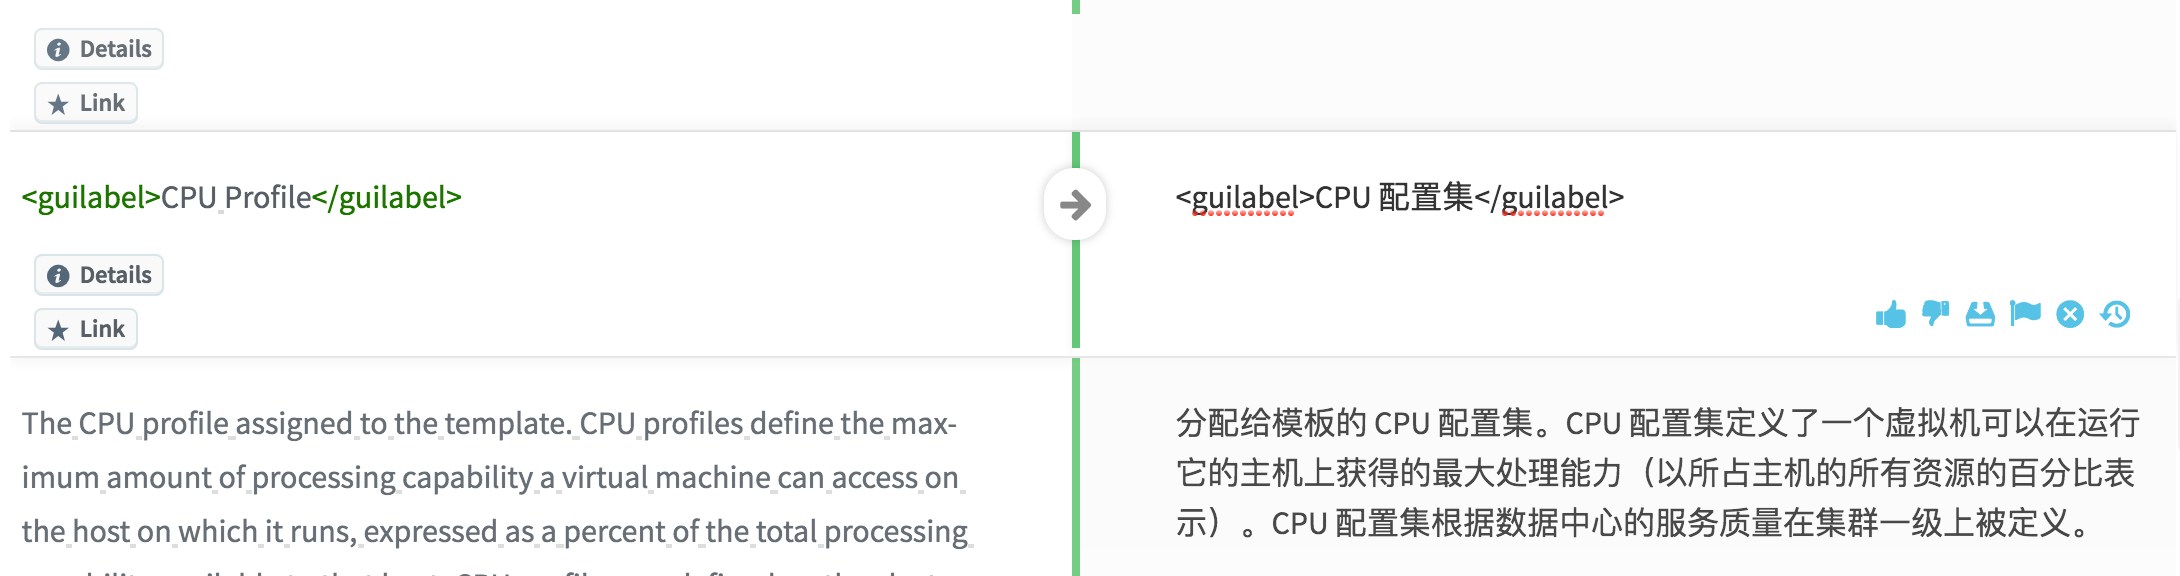 Details
Link
<guilabel>CPU Profile</guilabel>
<guilabel>CPU 配置集</guilabel>
Details
Link
The CPU profile assigned to the template. CPU profiles define the max-
imum amount of processing capability a virtual machine can access on
the host on which it runs, expressed as a percent of the total processing
分配给模板的 CPU 配置集。CPU 配置集定义了一个虚拟机可以在运行
它的主机上获得的最大处理能力（以所占主机的所有资源的百分比表
示）。CPU 配置集根据数据中心的服务质量在集群一级上被定义。